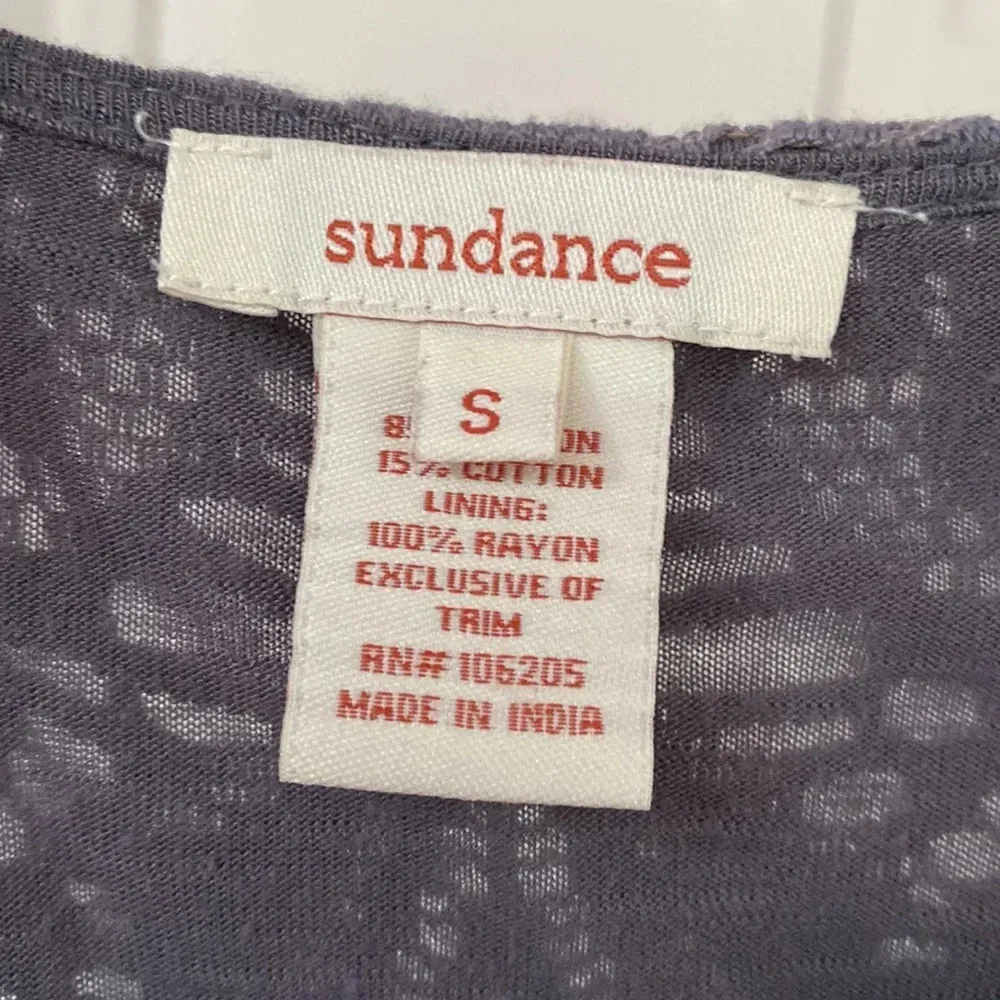 sundance
S
15% COTTON
LINING:
100% RAYON
EXCLUSIVE OF
TRIM
RN# 106205
MADE IN INDIA